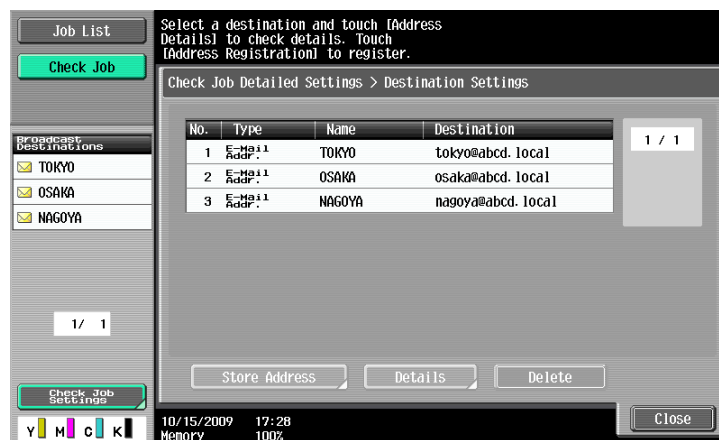 Job List
Check Job
Select a destination and touch [Address
Details] to check details. Touch
[Address Registration] to register.
Check Job Detailed Settings > Destination Settings
Broadcast
Destinations
TOKYO
OSAKA
NAGOYA
1/ 1
No. Type Name Destination
1 E-Mail Addr. TOKYO tokyo@abcd.local
2 E-Mail Addr. OSAKA osaka@abcd.local
3 E-Mail Addr. NAGOYA nagoya@abcd.local
1 / 1
Store Address Details Delete
Check Job
Settings
Y M C K
10/15/2009 17:28
Memory 100%
Close